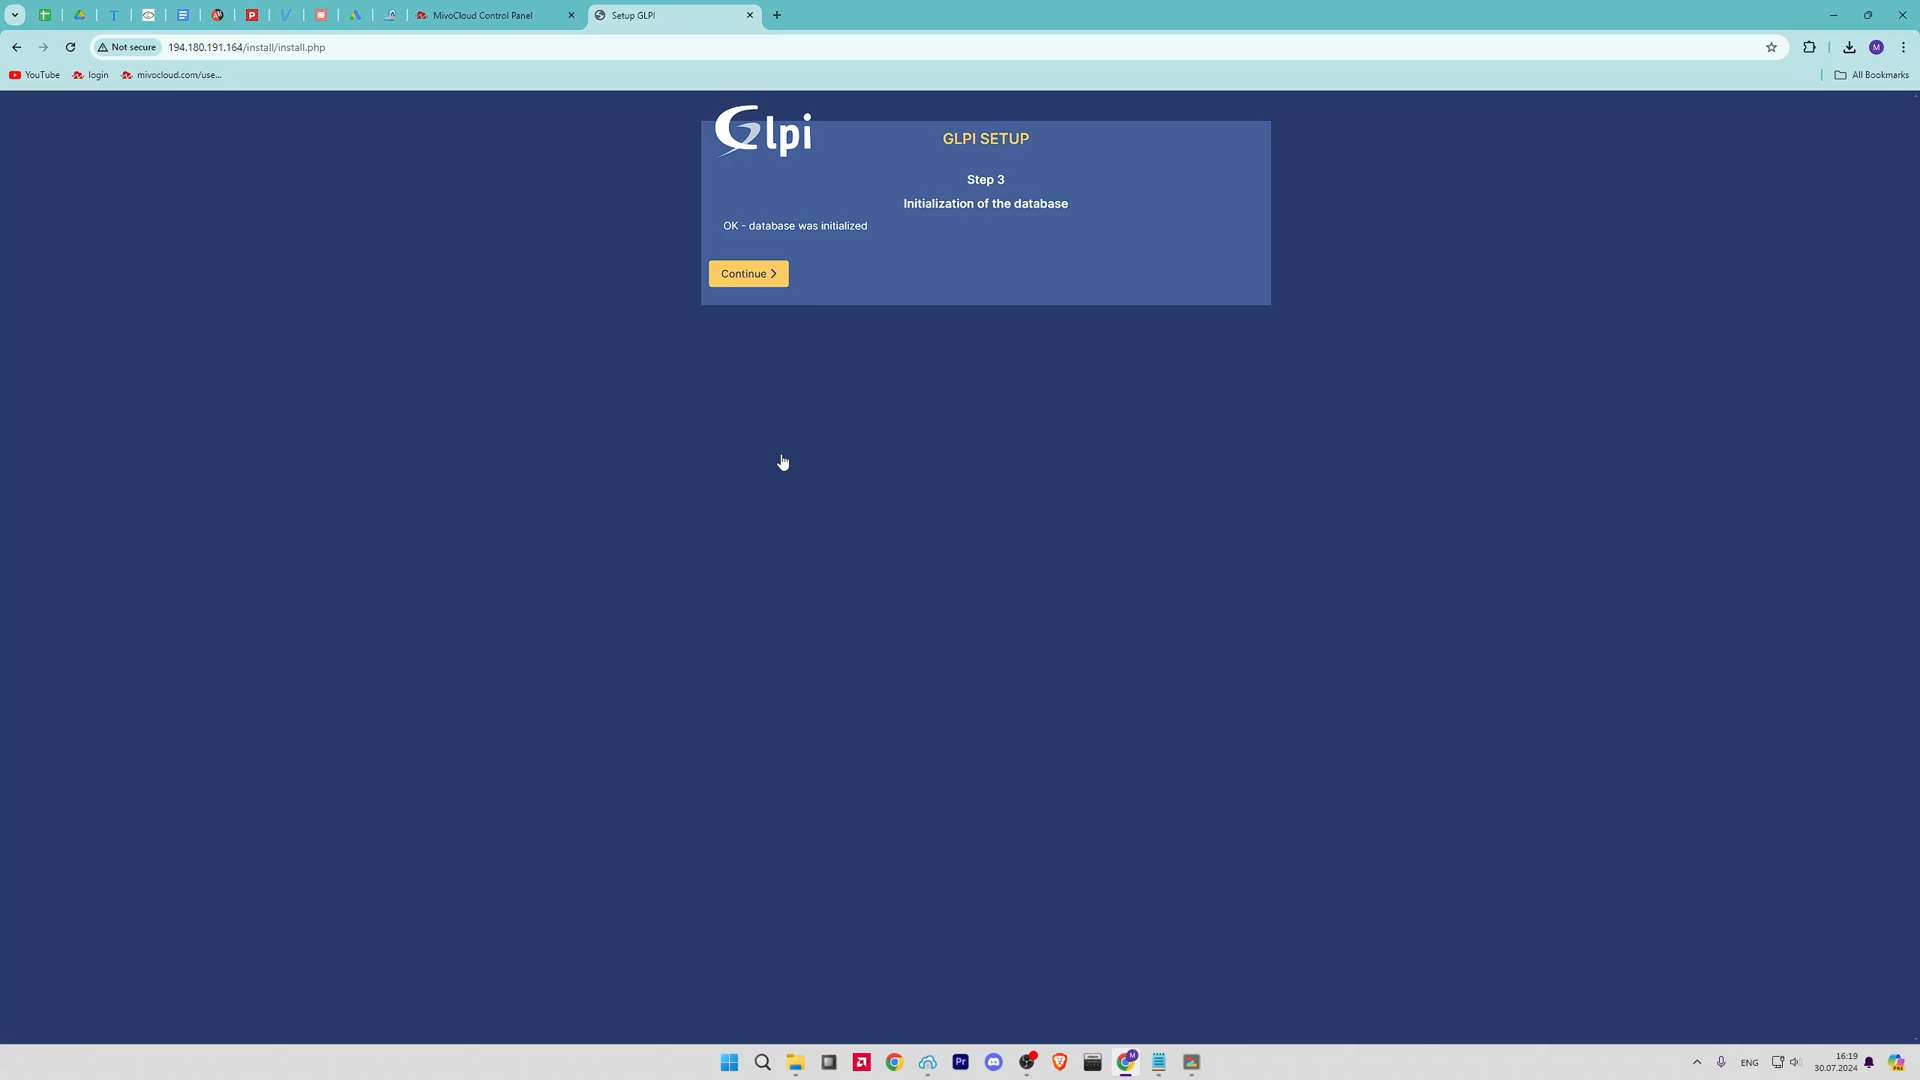 MivoCloud Control Panel
Setup GLPI
Not secure
194.180.191.164/install/install.php
M
YouTube
login
mivocloud.com/use...
All Bookmarks
Glpi
GLPI SETUP
Step 3
Initialization of the database
OK - database was initialized
Continue
Pr
M
ENG
16:19
30.07.2024
PRE